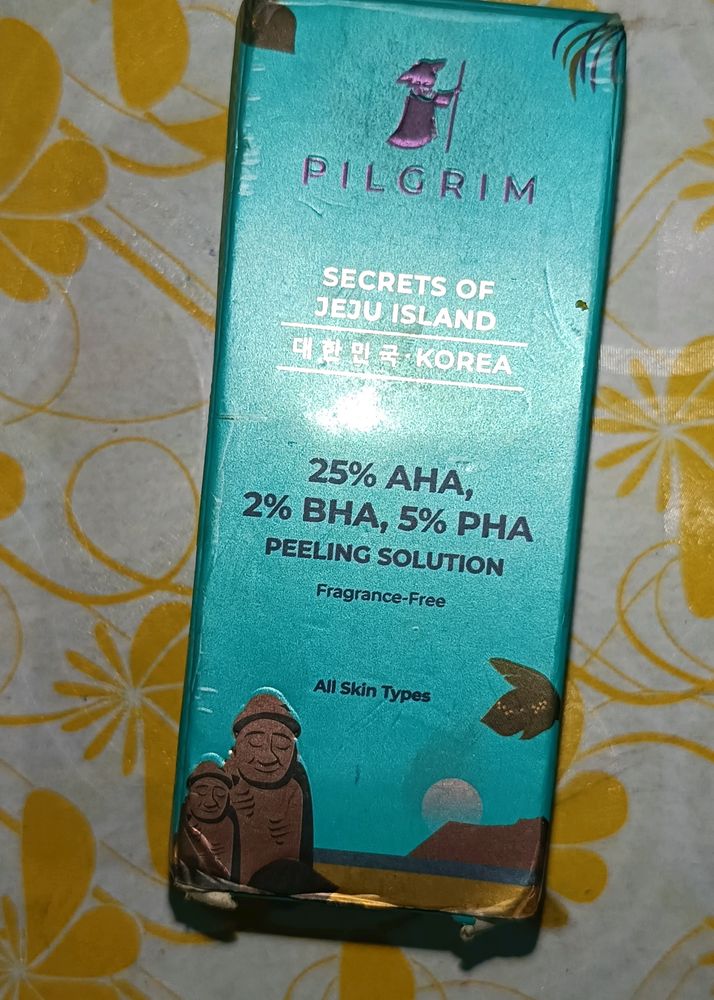 PILGRIM
SECRETS OF
JEJU ISLAND
대한민국·KOREA
25% AHA,
2% BHA, 5% PHA
PEELING SOLUTION
Fragrance-Free
All Skin Types